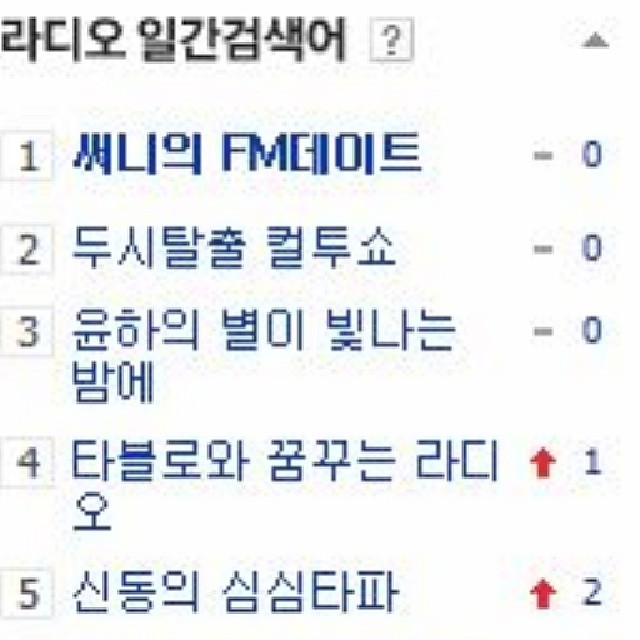 라디오 일간검색어 ?
1 써니의 FM데이트 - 0
2 두시탈출 컬투쇼 - 0
3 윤하의 별이 빛나는 - 0
밤에
4 타블로와 꿈꾸는 라디 1
오
5 신동의 심심타파 2